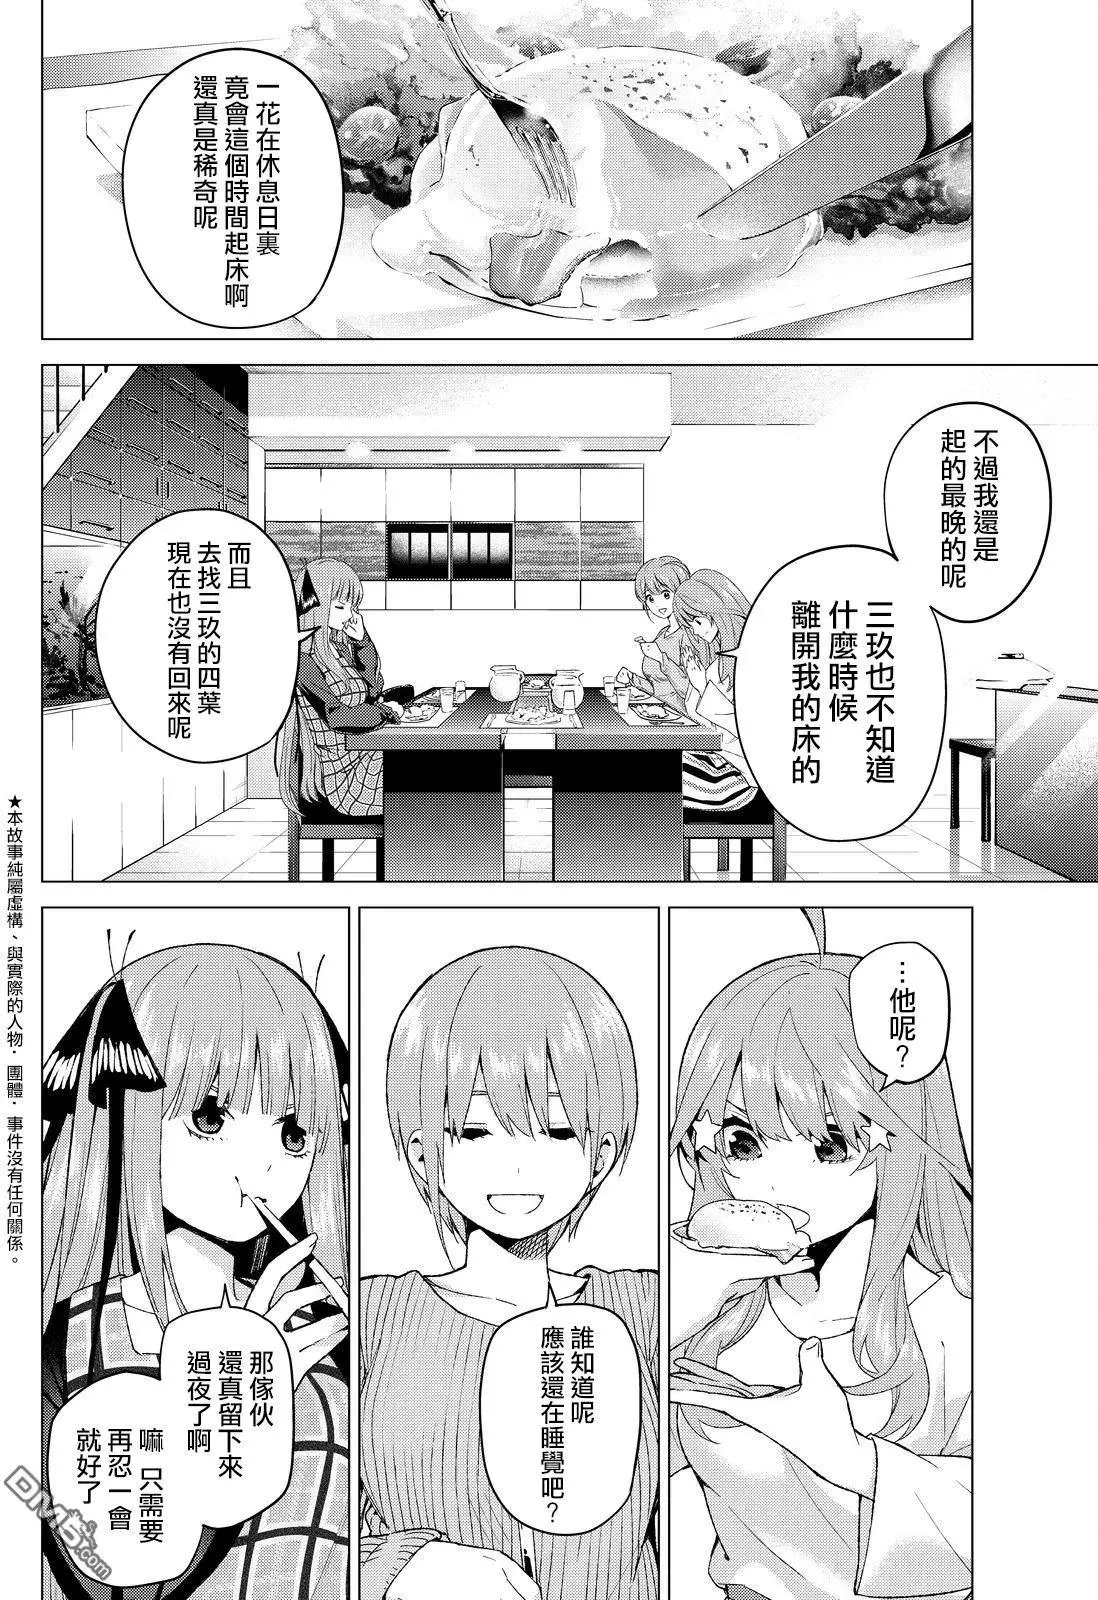 一花在休息日裏
竟會這個時間起床啊
還真是稀奇呢
不過我還是
起的最晚的呢
三玖也不知道
什麼時候
離開我的床的
而且
去找三玖的四葉
現在也沒有回來呢
…他呢？
誰知道呢
應該還在睡覺吧？
那傢伙
還真留下來
過夜了啊
嘛 只需要
再忍一會
就好了
★本故事純屬虛構、與實際的人物．團體．事件沒有任何關係。